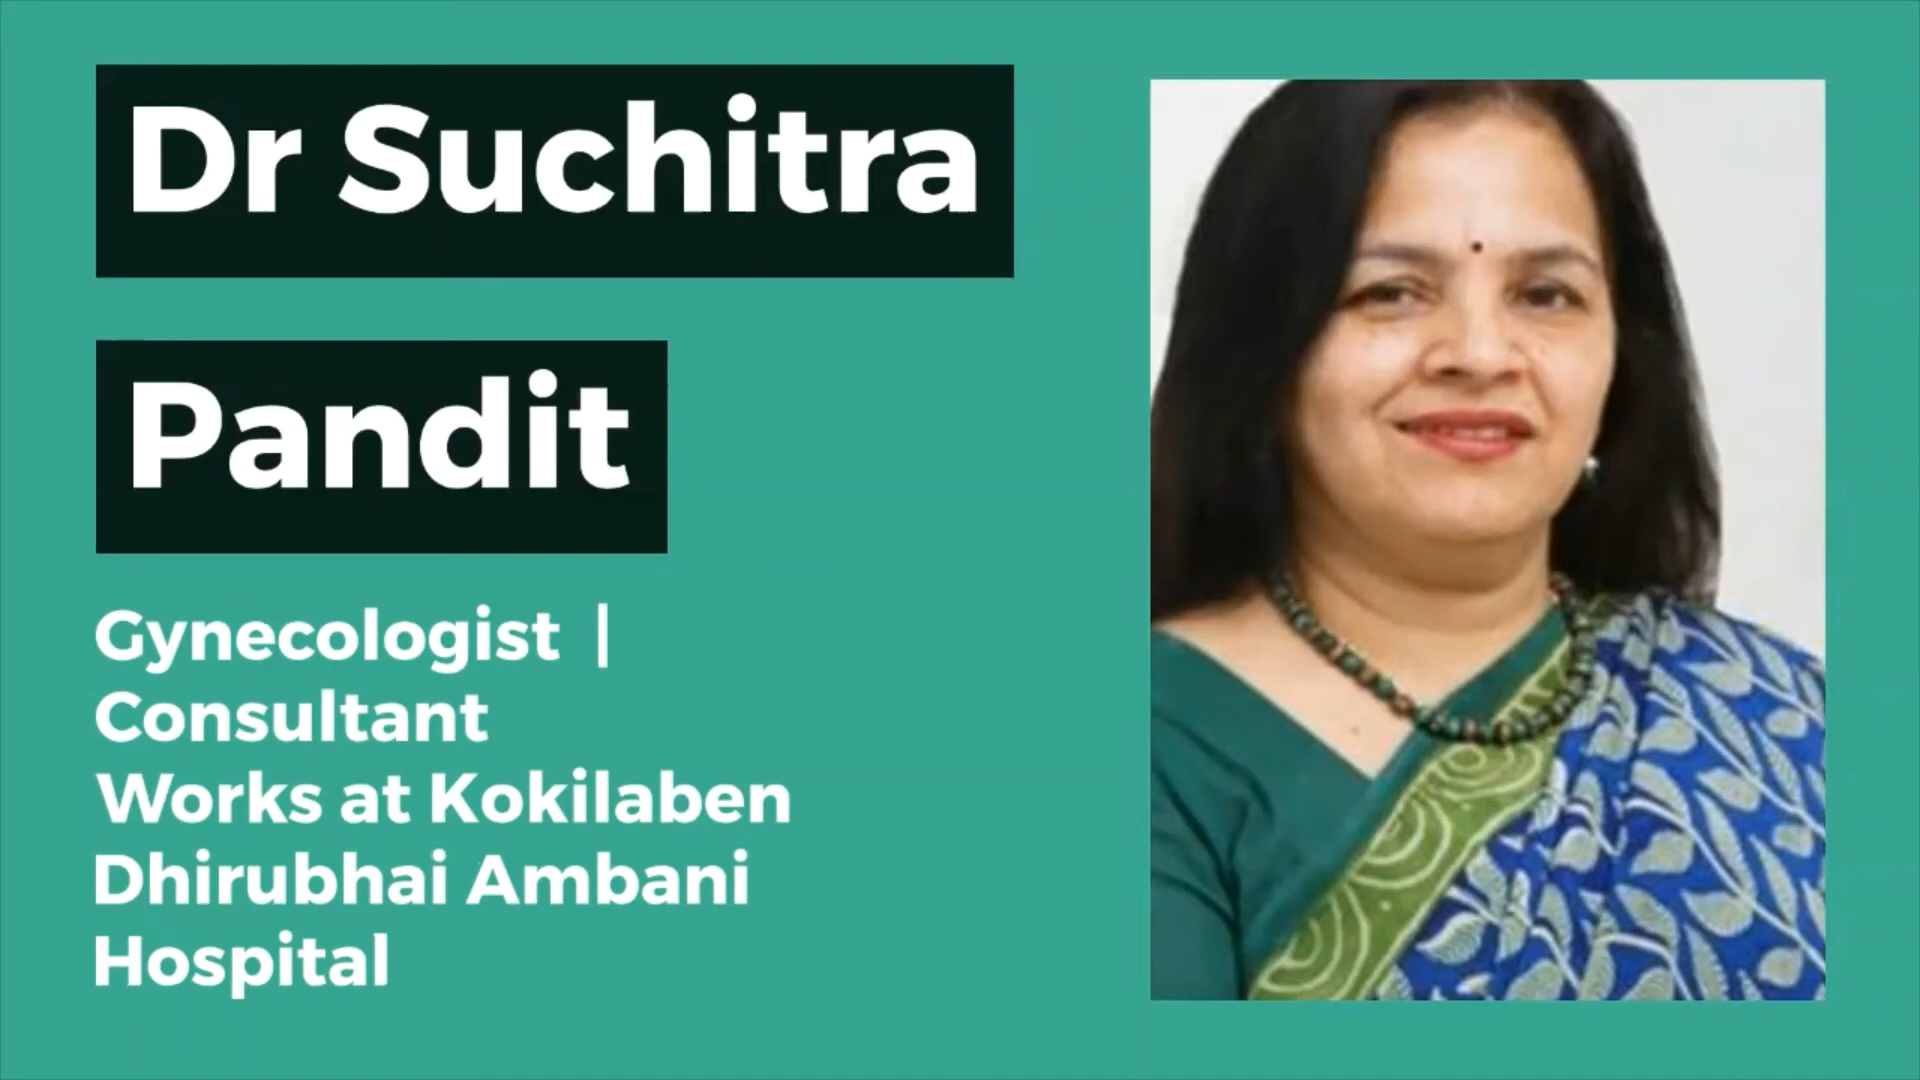 Dr Suchitra
Pandit
Gynecologist |
Consultant
Works at Kokilaben
Dhirubhai Ambani
Hospital